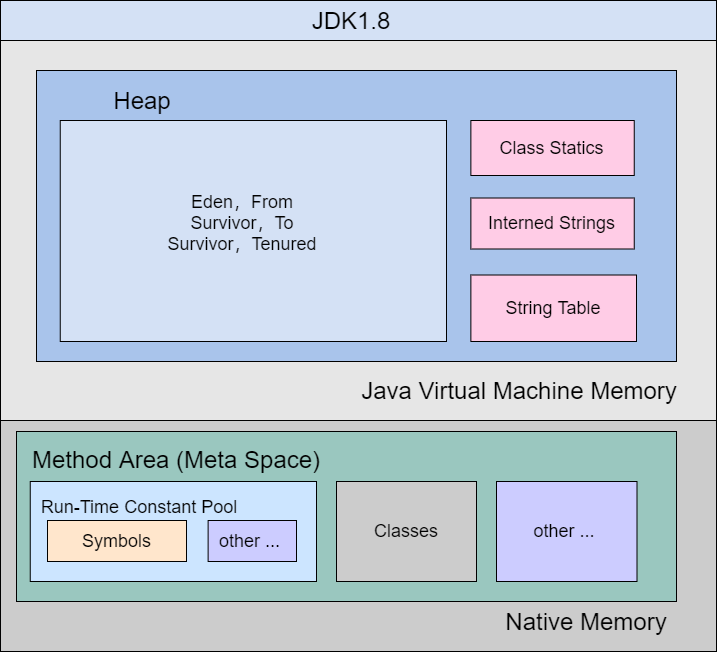 JDK1.8
Heap
Eden，From
Survivor，To
Survivor，Tenured
Class Statics
Interned Strings
String Table
Java Virtual Machine Memory
Method Area (Meta Space)
Run-Time Constant Pool
Symbols
other ...
Classes
other ...
Native Memory